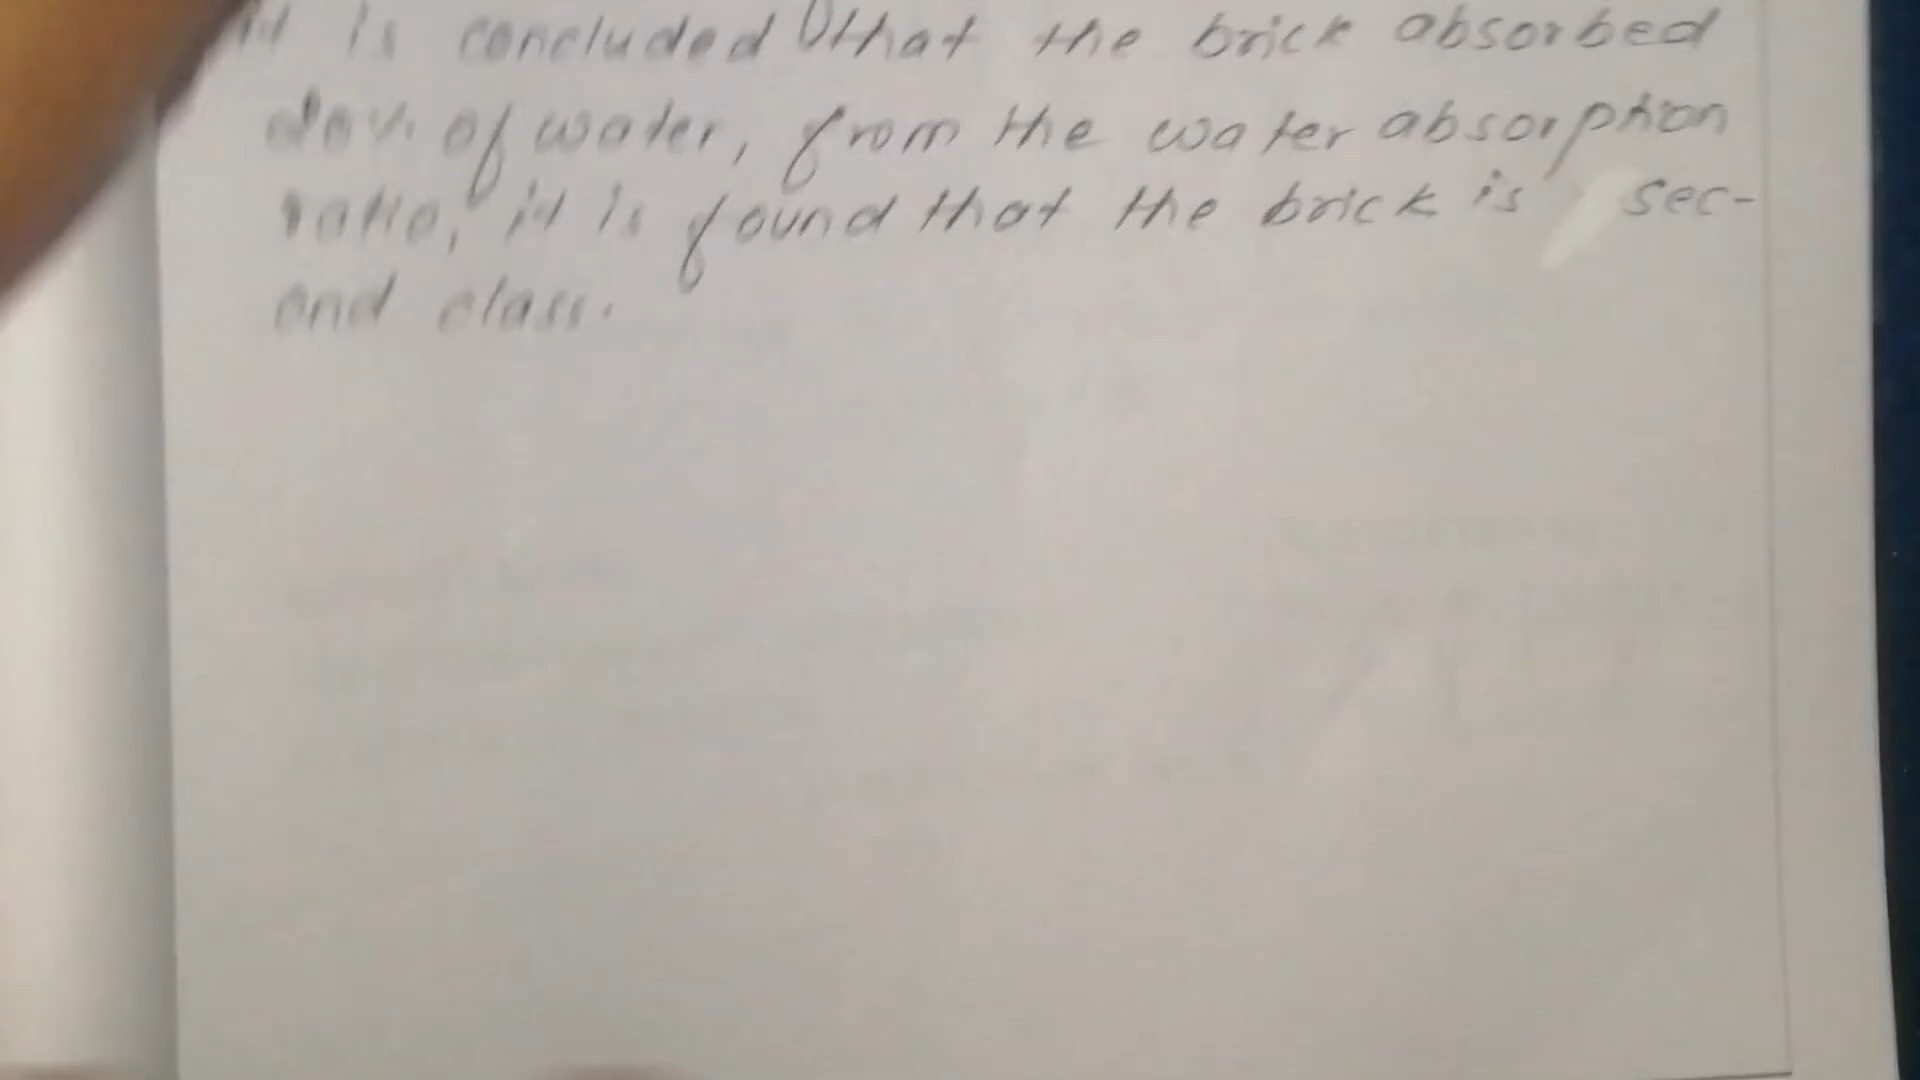 it is concluded that the brick absorbed
of water, from the water absorption
ratio, it is found that the brick is sec-
ond class.